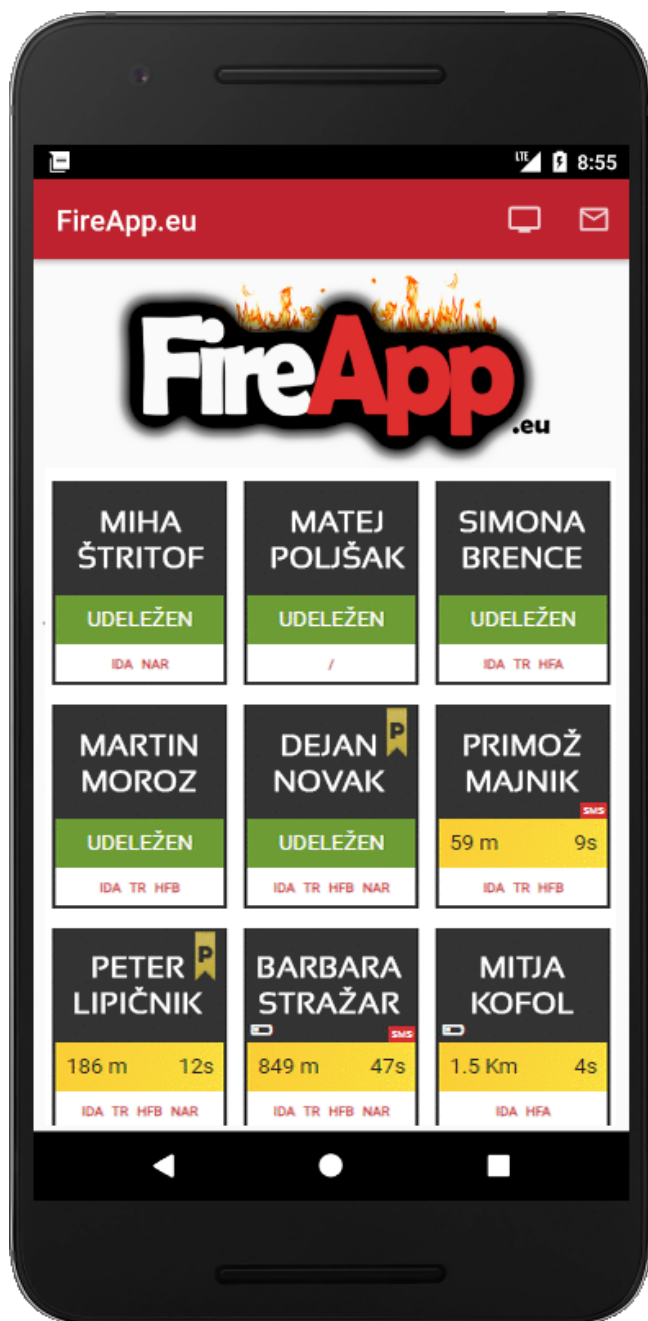 LTE 8:55
FireApp.eu
FireApp
.eu
MIHA
ŠTRITOF
UDELEŽEN
IDA NAR
MATEJ
POLJŠAK
UDELEŽEN
/
SIMONA
BRENCE
UDELEŽEN
IDA TR HFA
MARTIN
MOROZ
UDELEŽEN
IDA TR HFB
DEJAN P
NOVAK
UDELEŽEN
IDA TR HFB NAR
PRIMOŽ
MAJNIK
SMS
59 m 9s
IDA TR HFB
PETER P
LIPIČNIK
186 m 12s
IDA TR HFB NAR
BARBARA
STRAŽAR
SMS
849 m 47s
IDA TR HFB NAR
MITJA
KOFOL
1.5 Km 4s
IDA HFA